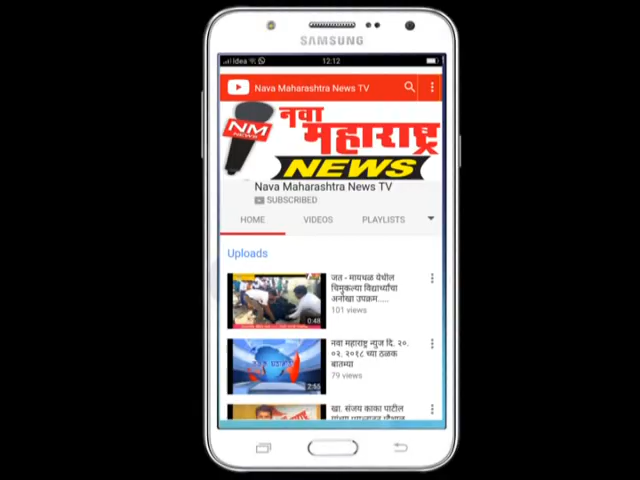 SAMSUNG
Idea 12:12
Nava Maharashtra News TV
नवा
महाराष्ट्र
NM
NEWS
NEWS
Nava Maharashtra News TV
SUBSCRIBED
HOME VIDEOS PLAYLISTS
Uploads
जत - मायथळ येथील
चिमुकल्या विद्यार्थ्यांचा
अनोखा उपक्रम.....
101 views
0:48
नवा महाराष्ट्र न्युज दि. २०.
०२. २०१८ च्या ठळक
बातम्या
79 views
2:55
खा. संजय काका पाटील